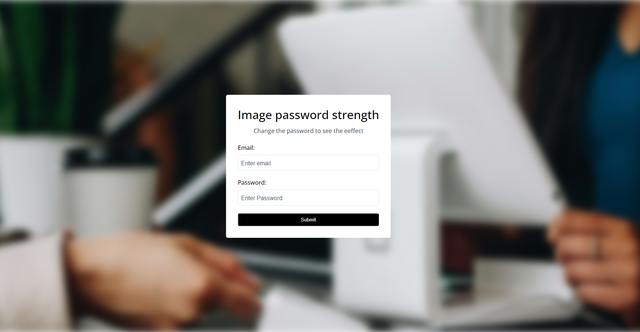 Image password strength
Change the password to see the eeffect
Email:
Enter email
Password:
Enter Password
Submit